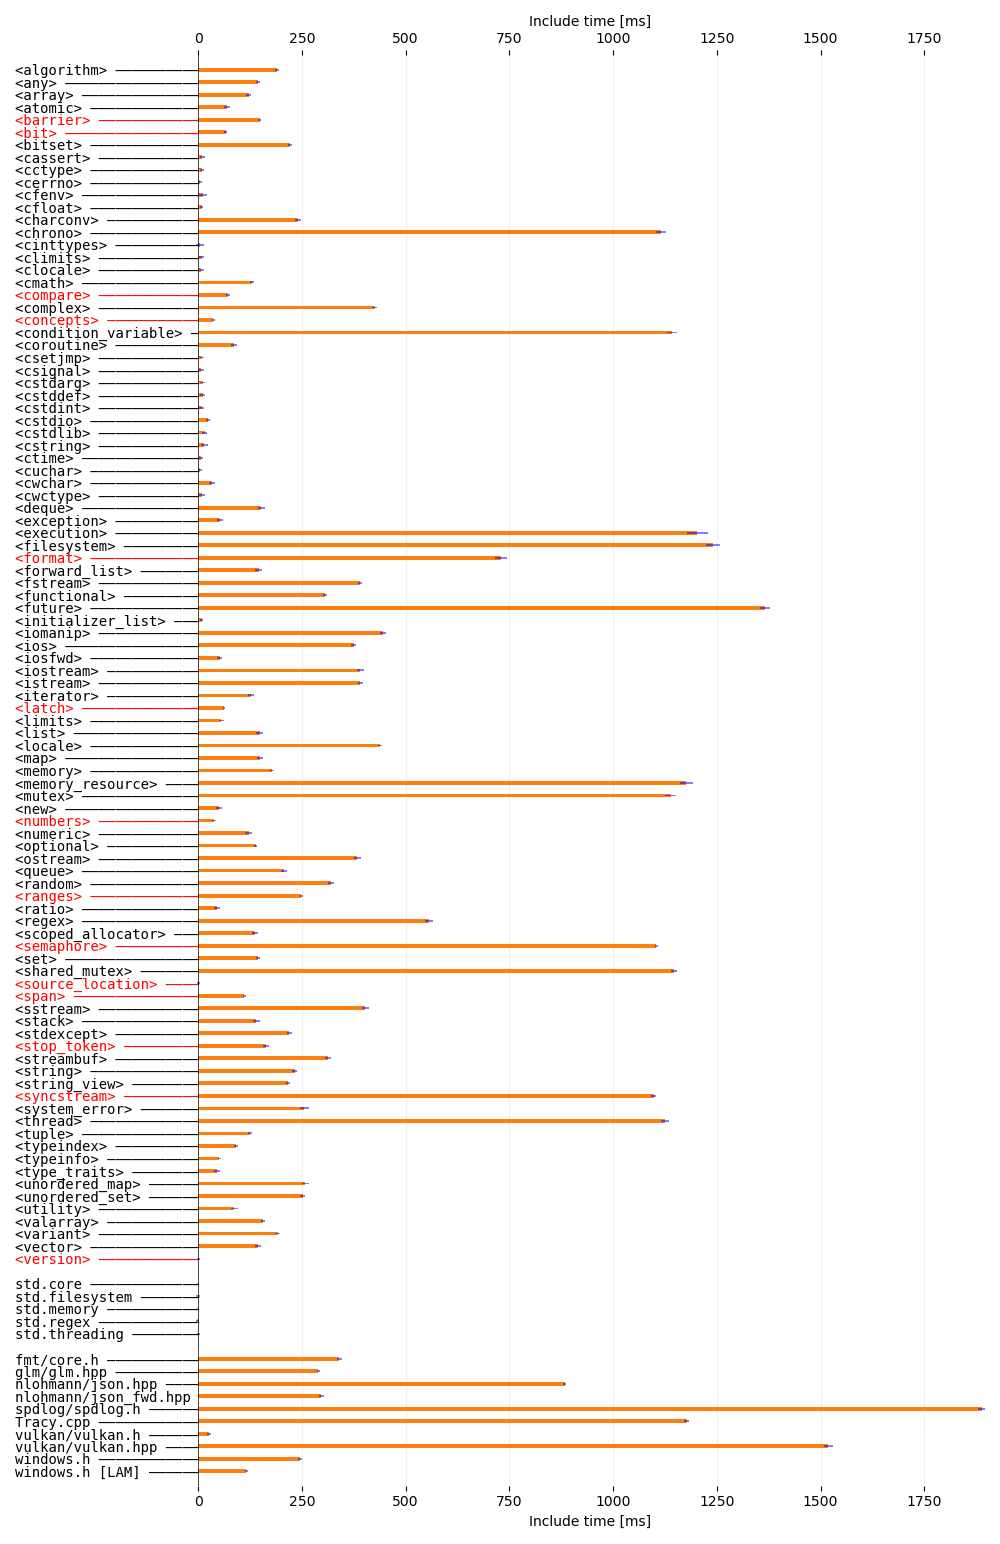 Include time [ms]
0 250 500 750 1000 1250 1500 1750
<algorithm>
<any>
<array>
<atomic>
<barrier>
<bit>
<bitset>
<cassert>
<cctype>
<cerrno>
<cfenv>
<cfloat>
<charconv>
<chrono>
<cinttypes>
<climits>
<clocale>
<cmath>
<compare>
<complex>
<concepts>
<condition_variable>
<coroutine>
<csetjmp>
<csignal>
<cstdarg>
<cstddef>
<cstdint>
<cstdio>
<cstdlib>
<cstring>
<ctime>
<cuchar>
<cwchar>
<cwctype>
<deque>
<exception>
<execution>
<filesystem>
<format>
<forward_list>
<fstream>
<functional>
<future>
<initializer_list>
<iomanip>
<ios>
<iosfwd>
<iostream>
<istream>
<iterator>
<latch>
<limits>
<list>
<locale>
<map>
<memory>
<memory_resource>
<mutex>
<new>
<numbers>
<numeric>
<optional>
<ostream>
<queue>
<random>
<ranges>
<ratio>
<regex>
<scoped_allocator>
<semaphore>
<set>
<shared_mutex>
<source_location>
<span>
<sstream>
<stack>
<stdexcept>
<stop_token>
<streambuf>
<string>
<string_view>
<syncstream>
<system_error>
<thread>
<tuple>
<typeindex>
<typeinfo>
<type_traits>
<unordered_map>
<unordered_set>
<utility>
<valarray>
<variant>
<vector>
<version>
std.core
std.filesystem
std.memory
std.regex
std.threading
fmt/core.h
glm/glm.hpp
nlohmann/json.hpp
nlohmann/json_fwd.hpp
spdlog/spdlog.h
Tracy.cpp
vulkan/vulkan.h
vulkan/vulkan.hpp
windows.h
windows.h [LAM]
0 250 500 750 1000 1250 1500 1750
Include time [ms]